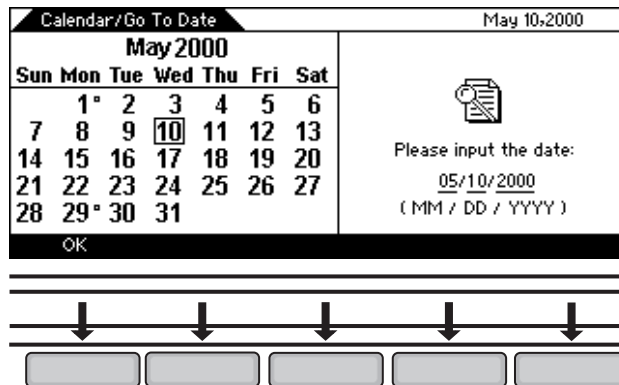 Calendar/Go To Date
May 10,2000
May 2000
Sun Mon Tue Wed Thu Fri Sat
1° 2 3 4 5 6
7 8 9 10 11 12 13
14 15 16 17 18 19 20
21 22 23 24 25 26 27
28 29° 30 31
Please input the date:
05/10/2000
( MM / DD / YYYY )
OK